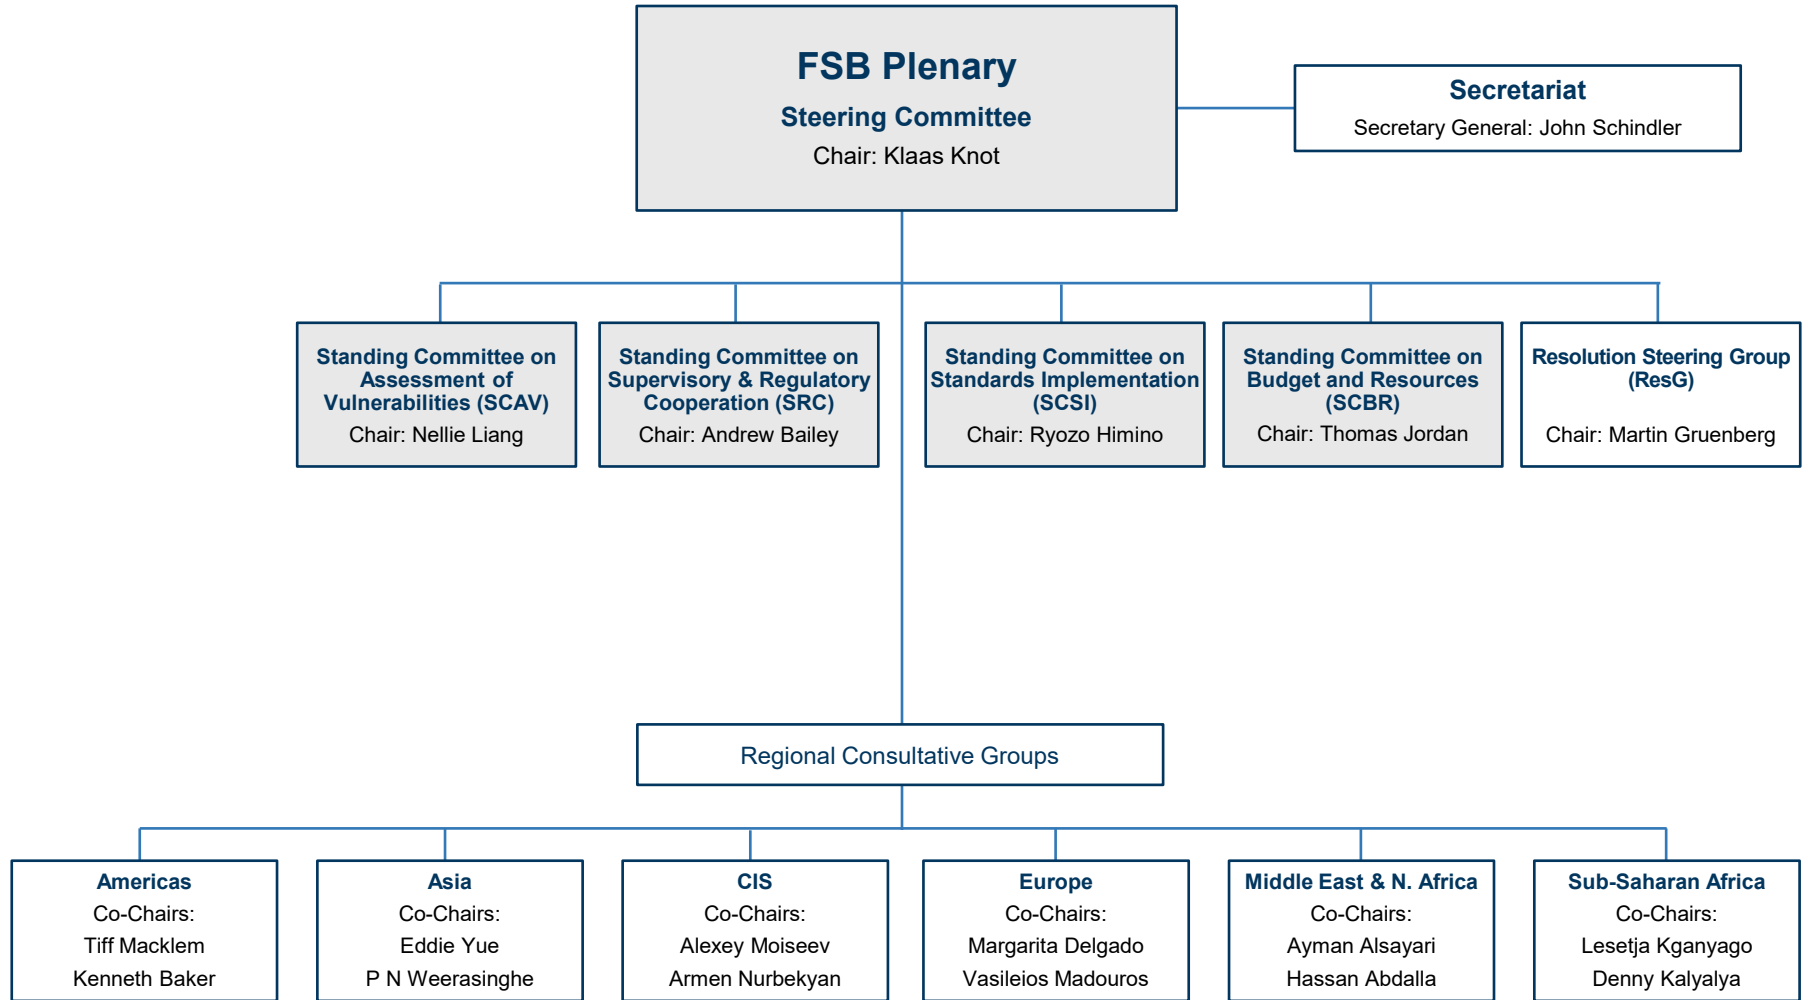 FSB Plenary
Steering Committee
Chair: Klaas Knot
Secretariat
Secretary General: John Schindler
Standing Committee on
Assessment of
Vulnerabilities (SCAV)
Chair: Nellie Liang
Standing Committee on
Supervisory & Regulatory
Cooperation (SRC)
Chair: Andrew Bailey
Standing Committee on
Standards Implementation
(SCSI)
Chair: Ryozo Himino
Standing Committee on
Budget and Resources
(SCBR)
Chair: Thomas Jordan
Resolution Steering Group
(ResG)
Chair: Martin Gruenberg
Regional Consultative Groups
Americas
Co-Chairs:
Tiff Macklem
Kenneth Baker
Asia
Co-Chairs:
Eddie Yue
P N Weerasinghe
CIS
Co-Chairs:
Alexey Moiseev
Armen Nurbekyan
Europe
Co-Chairs:
Margarita Delgado
Vasileios Madouros
Middle East & N. Africa
Co-Chairs:
Ayman Alsayari
Hassan Abdalla
Sub-Saharan Africa
Co-Chairs:
Lesetja Kganyago
Denny Kalyalya